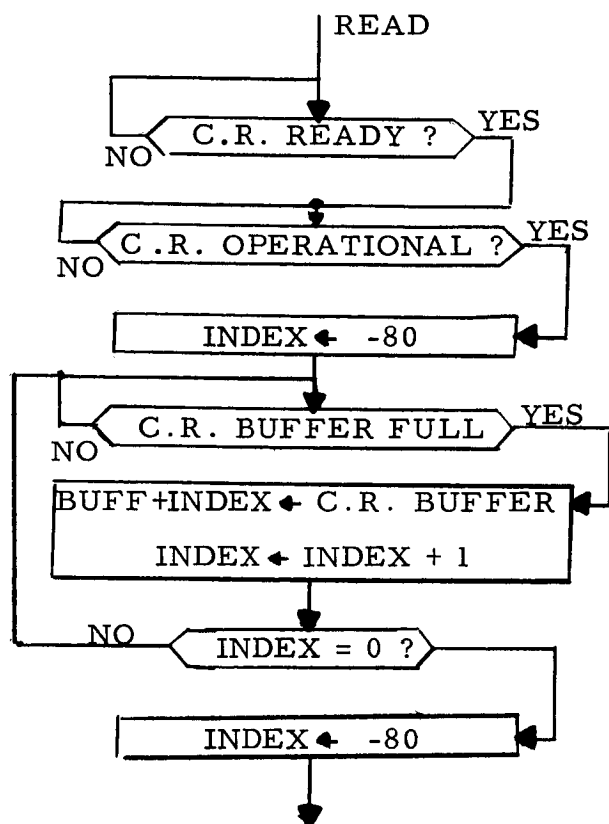 READ
C.R. READY ?
YES
NO
C.R. OPERATIONAL ?
YES
NO
INDEX ← -80
C.R. BUFFER FULL
YES
NO
BUFF+INDEX ← C.R. BUFFER
INDEX ← INDEX + 1
NO
INDEX = 0 ?
INDEX ← -80